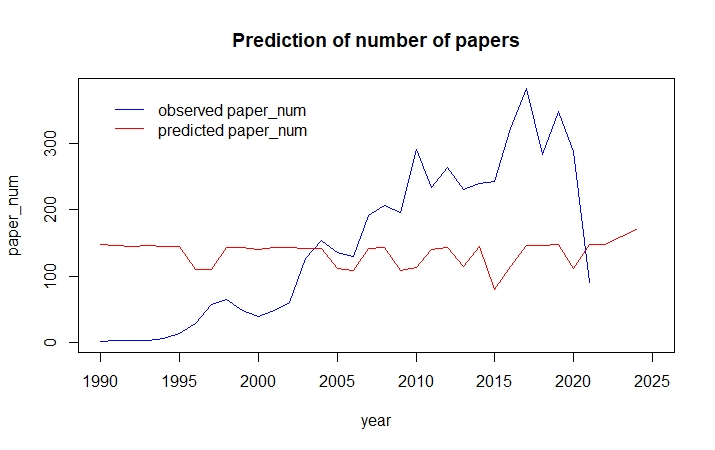 Prediction of number of papers
observed paper_num
predicted paper_num
paper_num
300
200
100
0
1990 1995 2000 2005 2010 2015 2020 2025
year